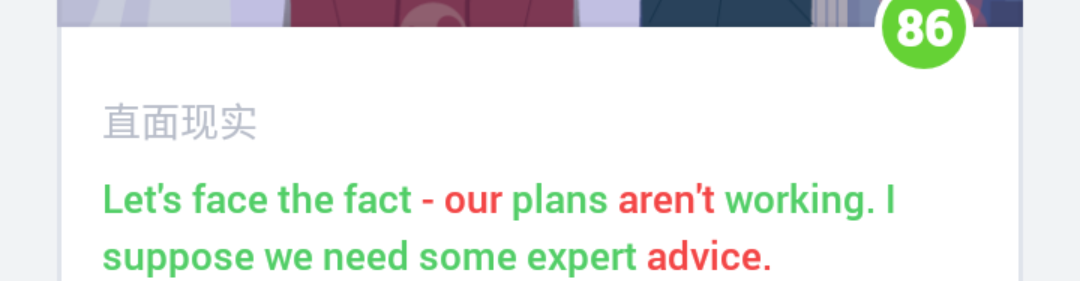 86
直面现实
Let's face the fact - our plans aren't working. I
suppose we need some expert advice.